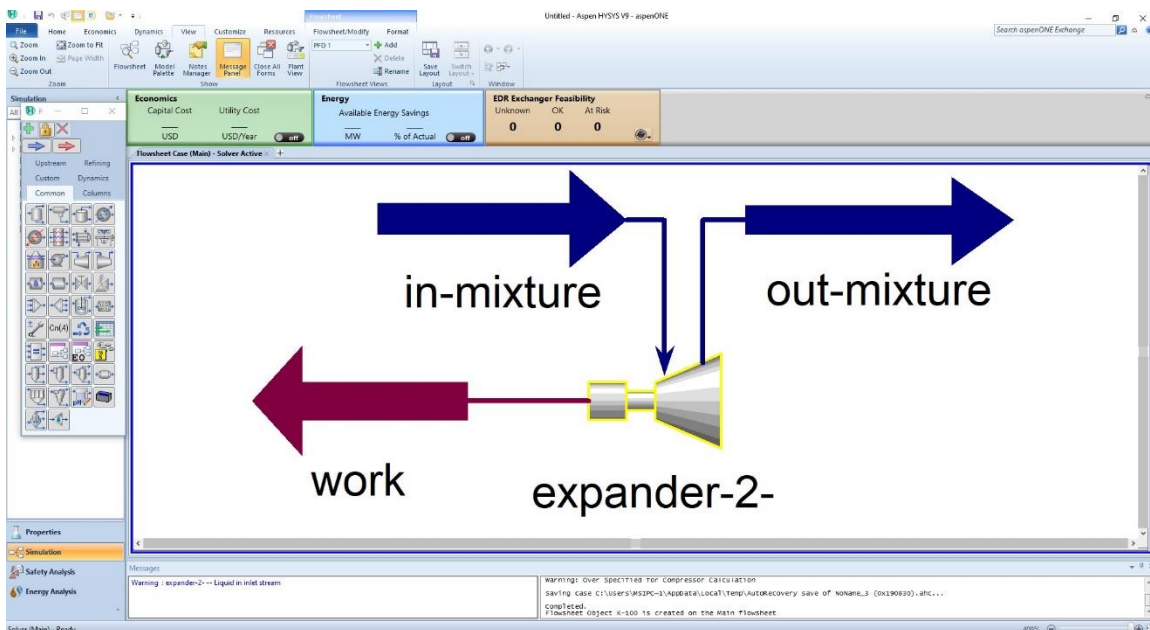 Flowsheet
Untitled - Aspen HYSYS V9 - aspenONE
File Home Economics Dynamics View Customize Resources Flowsheet/Modify Format
Search aspenONE Exchange
Zoom Zoom to Fit
Zoom In Page Width
Zoom Out
Flowsheet Model Palette Notes Manager Message Panel Close All Forms Plant View
PFD 1 Add
Delete
Rename
Save Layout Switch Layout
Zoom Show Flowsheet Views Layout Window
Simulation
All
F
Upstream Refining
Custom Dynamics
Common Columns
Cn(A)
EO
pH
Economics
Capital Cost Utility Cost
USD USD/Year off
Energy
Available Energy Savings
MW % of Actual off
EDR Exchanger Feasibility
Unknown OK At Risk
0 0 0
Flowsheet Case (Main) - Solver Active
in-mixture
out-mixture
work
expander-2-
Properties
Simulation
Safety Analysis
Energy Analysis
Messages
Warning : expander-2- -- Liquid in inlet stream
Warning: Over Specified for Compressor Calculation
Saving case C:\Users\MSIPC-1\AppData\Local\Temp\AutoRecovery save of NoName_3 (0x190830).ahc...
Completed.
Flowsheet Object K-100 is created on the Main flowsheet
Solver (Main) - Ready
400%